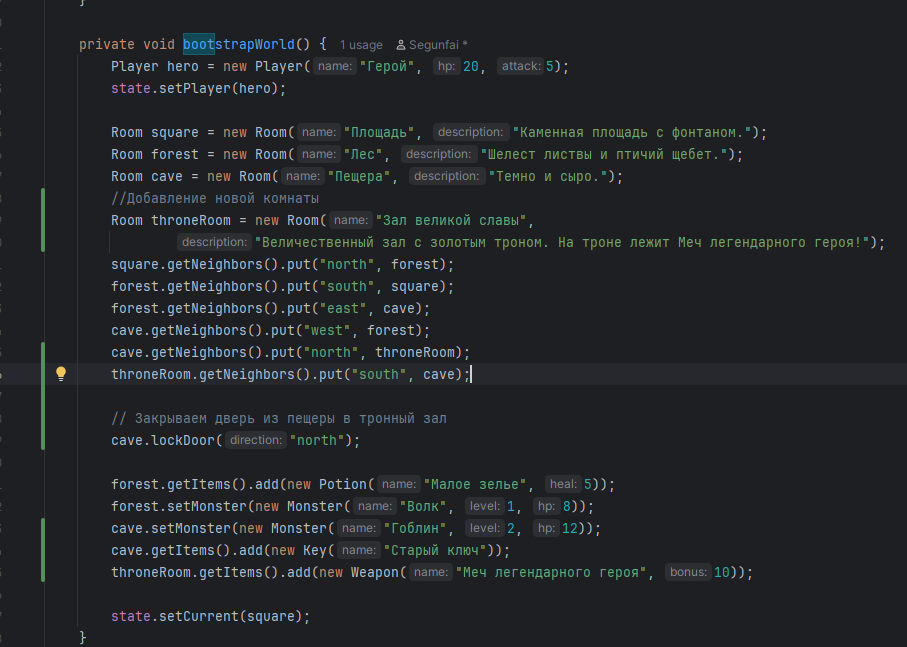 }
private void bootstrapWorld() { 1 usage Segunfai *
Player hero = new Player( name: "Герой", hp: 20, attack: 5);
state.setPlayer(hero);
Room square = new Room( name: "Площадь", description: "Каменная площадь с фонтаном.");
Room forest = new Room( name: "Лес", description: "Шелест листвы и птичий щебет.");
Room cave = new Room( name: "Пещера", description: "Темно и сыро.");
//Добавление новой комнаты
Room throneRoom = new Room( name: "Зал великой славы",
description: "Величественный зал с золотым троном. На троне лежит Меч легендарного героя!");
square.getNeighbors().put("north", forest);
forest.getNeighbors().put("south", square);
forest.getNeighbors().put("east", cave);
cave.getNeighbors().put("west", forest);
cave.getNeighbors().put("north", throneRoom);
throneRoom.getNeighbors().put("south", cave);
// Закрываем дверь из пещеры в тронный зал
cave.lockDoor( direction: "north");
forest.getItems().add(new Potion( name: "Малое зелье", heal: 5));
forest.setMonster(new Monster( name: "Волк", level: 1, hp: 8));
cave.setMonster(new Monster( name: "Гоблин", level: 2, hp: 12));
cave.getItems().add(new Key( name: "Старый ключ"));
throneRoom.getItems().add(new Weapon( name: "Меч легендарного героя", bonus: 10));
state.setCurrent(square);
}